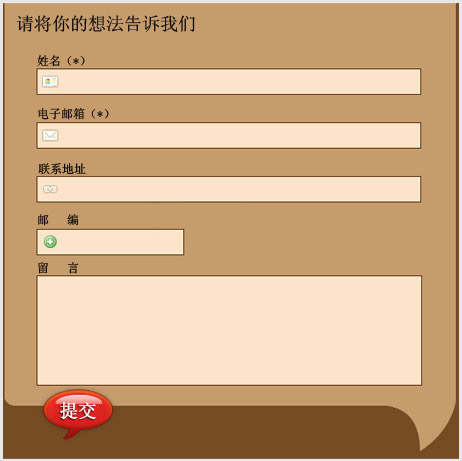 请将你的想法告诉我们
姓名（*）
电子邮箱（*）
联系地址
邮 编
留 言
提交